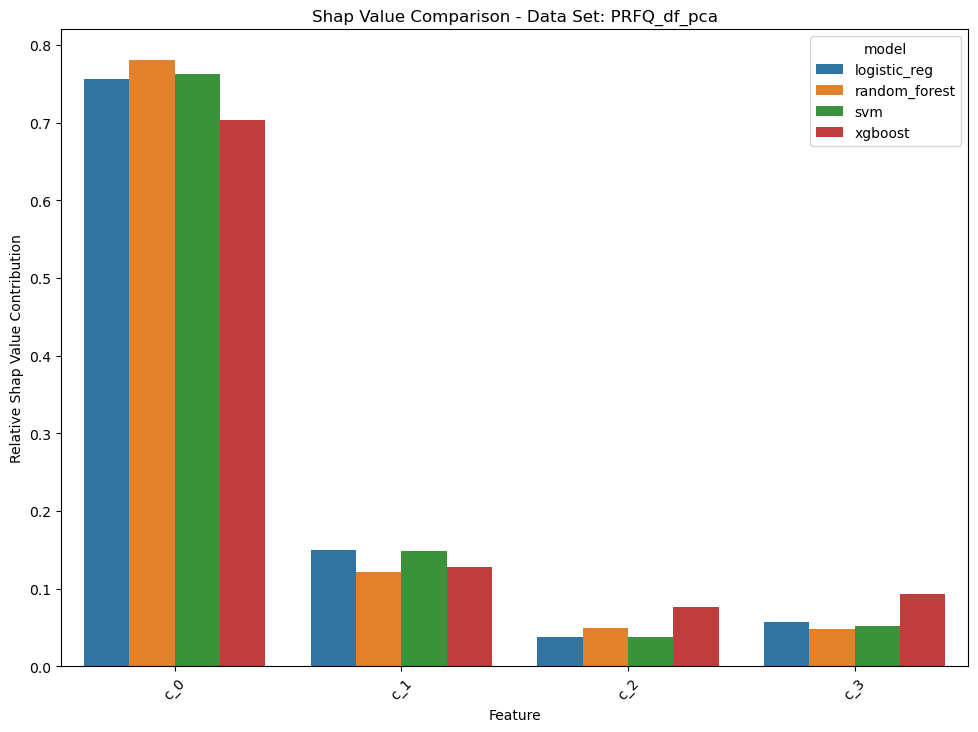 Shap Value Comparison - Data Set: PRFQ_df_pca
model
logistic_reg
random_forest
svm
xgboost
Relative Shap Value Contribution
0.8
0.7
0.6
0.5
0.4
0.3
0.2
0.1
0.0
c_0
c_1
c_2
c_3
Feature